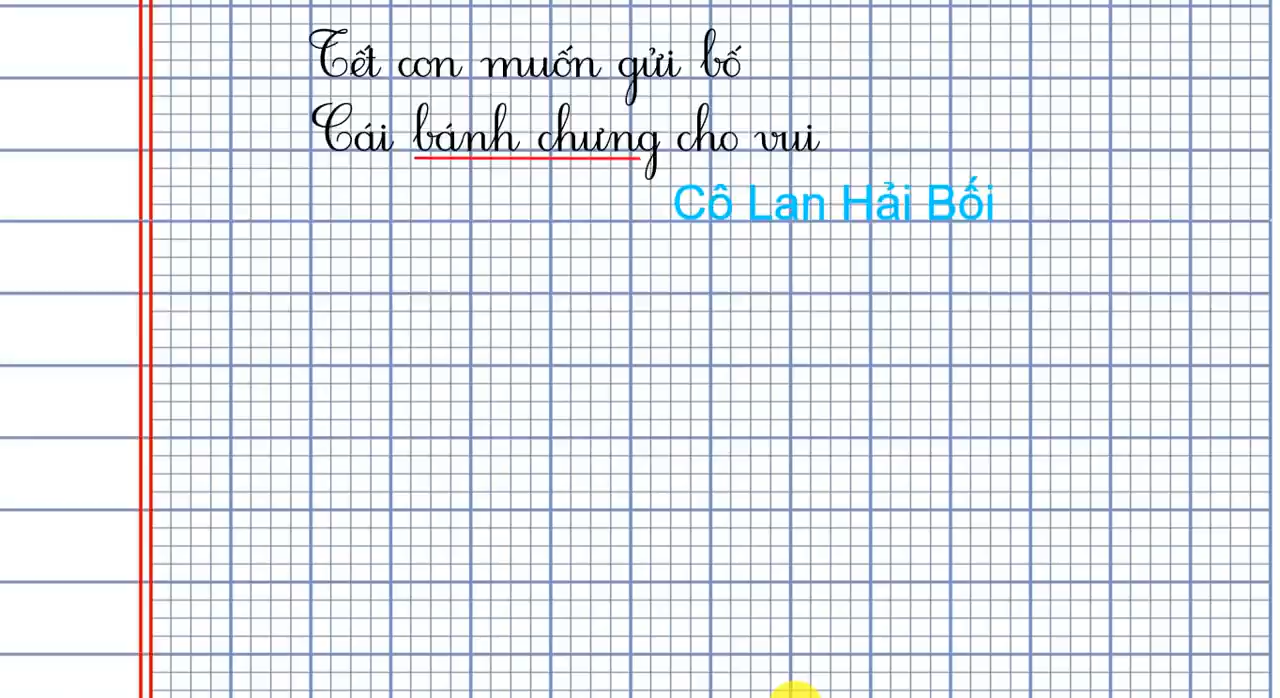 Tết con muốn gửi bố
Cái bánh chưng cho vui
Cô Lan Hải Bối